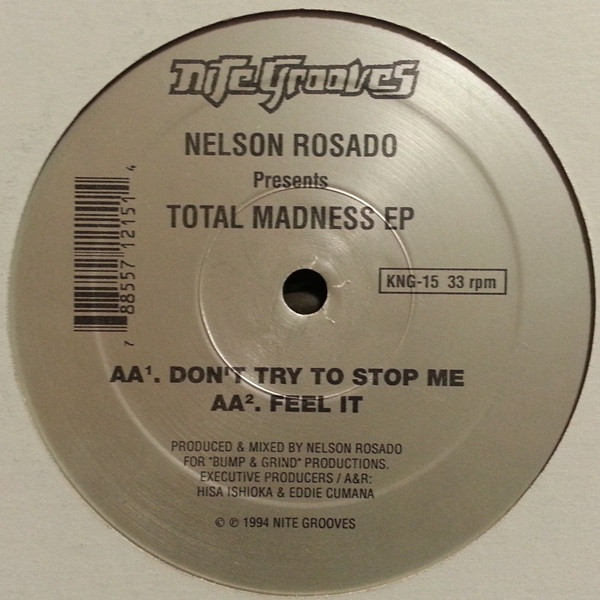 nite grooves
NELSON ROSADO
Presents
TOTAL MADNESS EP
7 88557 12151 4
KNG-15 33 rpm
AA¹. DON'T TRY TO STOP ME
AA². FEEL IT
PRODUCED & MIXED BY NELSON ROSADO
FOR "BUMP & GRIND" PRODUCTIONS.
EXECUTIVE PRODUCERS / A&R:
HISA ISHIOKA & EDDIE CUMANA
© ℗ 1994 NITE GROOVES